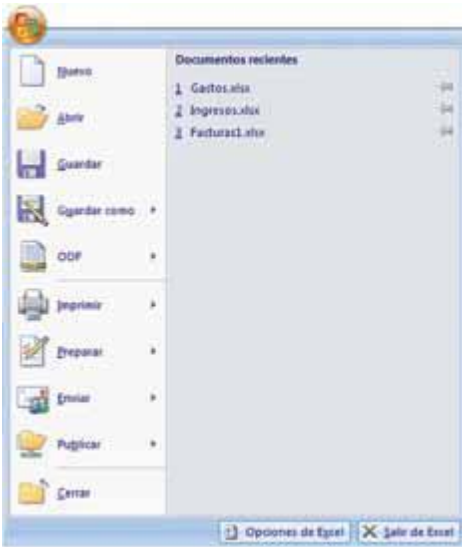 Nuevo
Abrir
Guardar
Guardar como
ODF
Imprimir
Preparar
Enviar
Publicar
Cerrar
Documentos recientes
1 Gastos.xlsx
2 Ingresos.xlsx
3 Facturas1.xlsx
Opciones de Excel
Salir de Excel